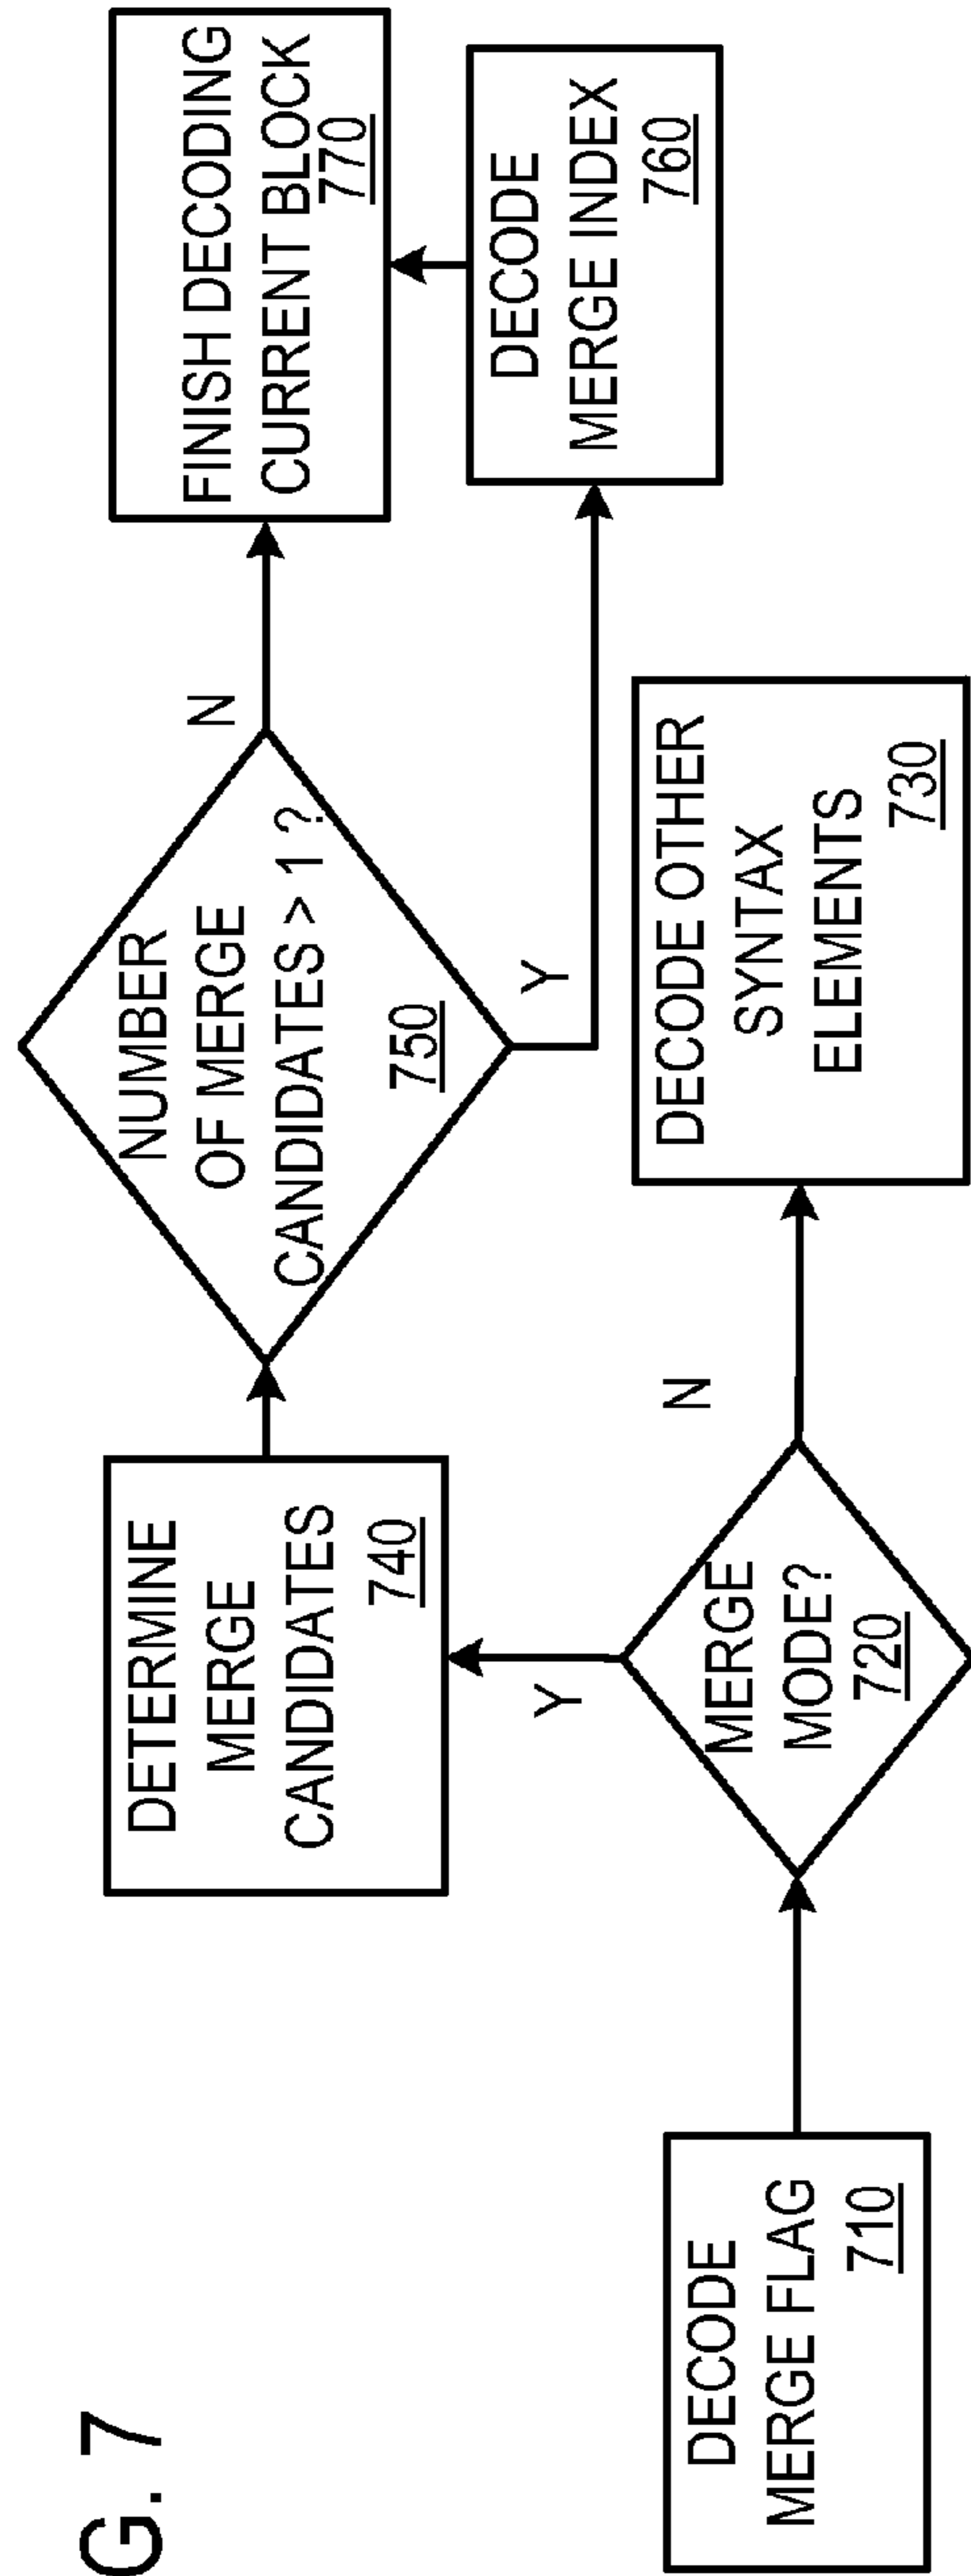 G. 7
DECODE
MERGE FLAG
710
MERGE
MODE?
720
Y
N
DETERMINE
MERGE
CANDIDATES
740
DECODE OTHER
SYNTAX
ELEMENTS
730
NUMBER
OF MERGE
CANDIDATES > 1 ?
750
N
Y
FINISH DECODING
CURRENT BLOCK
770
DECODE
MERGE INDEX
760